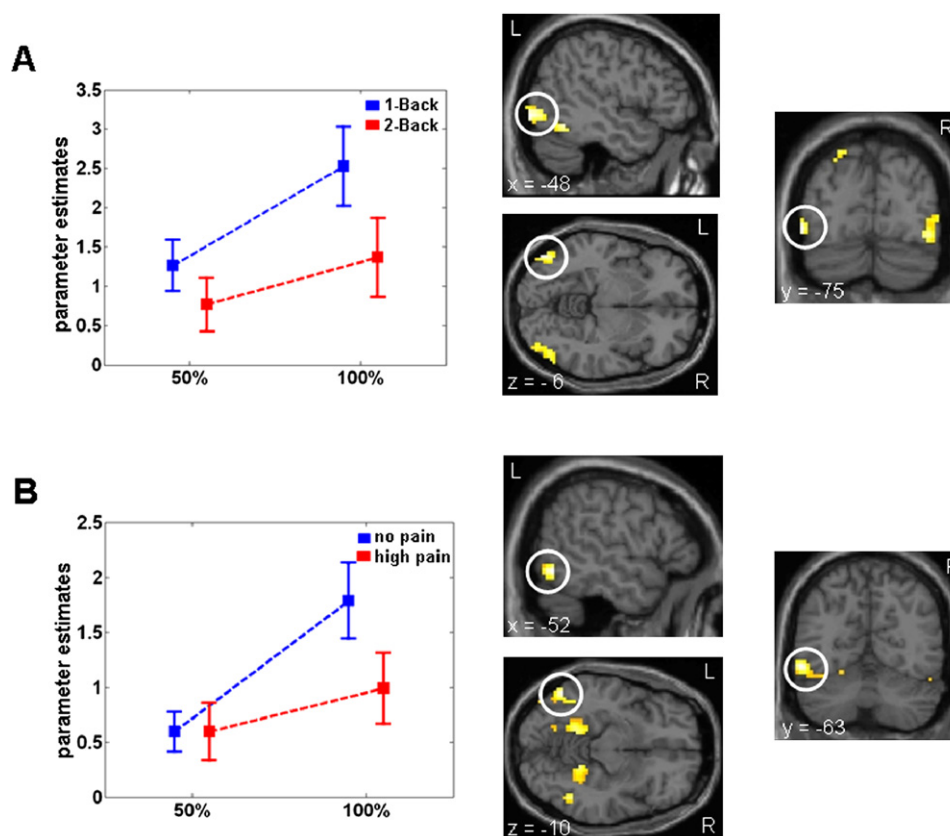 A
parameter estimates
3.5
3
2.5
2
1.5
1
0.5
0
50%
100%
1-Back
2-Back
L
x = -48
L
z = - 6
R
R
y = -75
B
parameter estimates
2.5
2
1.5
1
0.5
0
50%
100%
no pain
high pain
L
x = -52
L
z = -10
R
R
y = -63